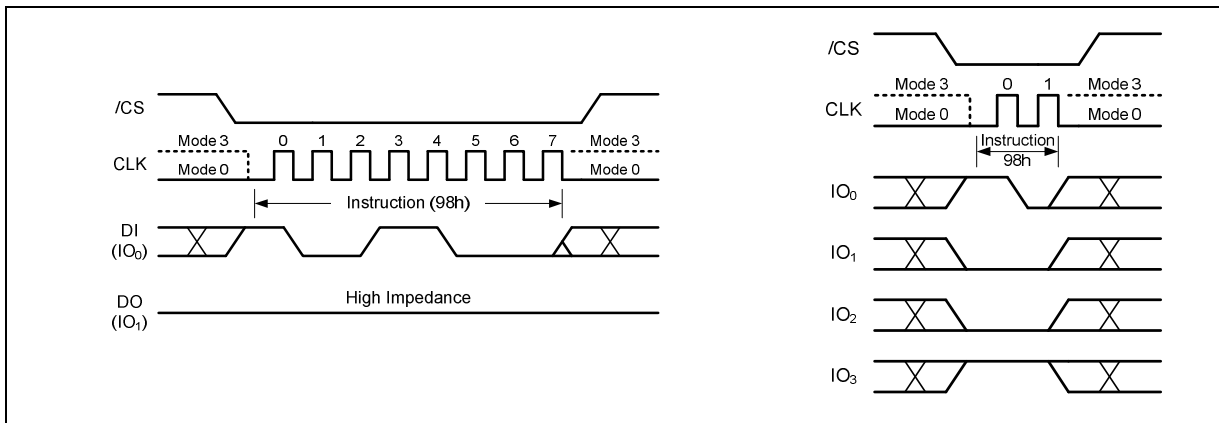 /CS
Mode 3 0 1 2 3 4 5 6 7 Mode 3
CLK
Mode 0 Mode 0
Instruction (98h)
DI
(IO0)
High Impedance
DO
(IO1)
/CS
Mode 3 0 1 Mode 3
CLK
Mode 0 Mode 0
Instruction
98h
IO0
IO1
IO2
IO3